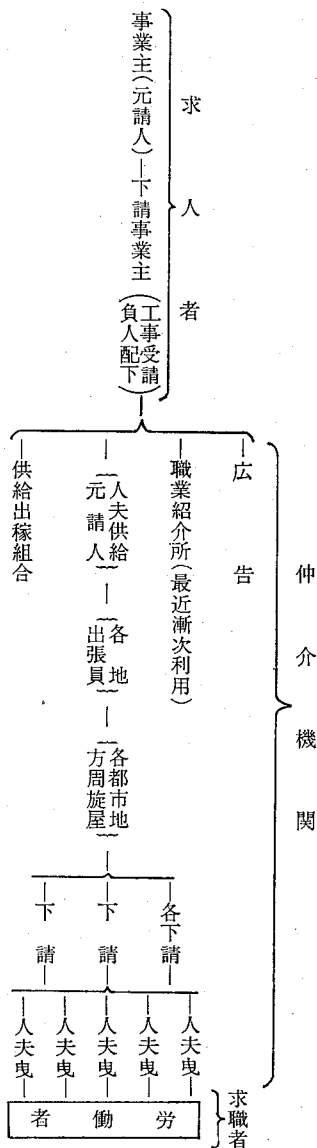 求人者
事業主(元請人)―下請事業主(工事受請負人配下)
仲介機関
広告
職業紹介所(最近漸次利用)
人夫供給元請人
各地出張員
各都市地方周旋屋
供給出稼組合
各下請
下請
下請
人夫曳
人夫曳
人夫曳
人夫曳
人夫曳
求職者
労働者